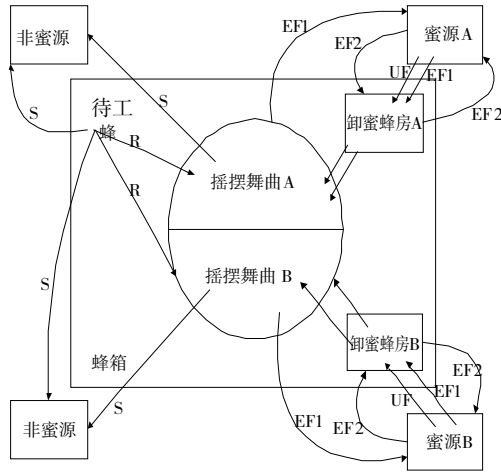 非蜜源
EF1
EF2
蜜源A
UF
EF1
S
S
待工
蜂
R
卸蜜蜂房A
EF2
摇摆舞曲A
R
S
摇摆舞曲 B
卸蜜蜂房B
蜂箱
EF2
EF1
S
UF
EF1
EF2
非蜜源
蜜源B